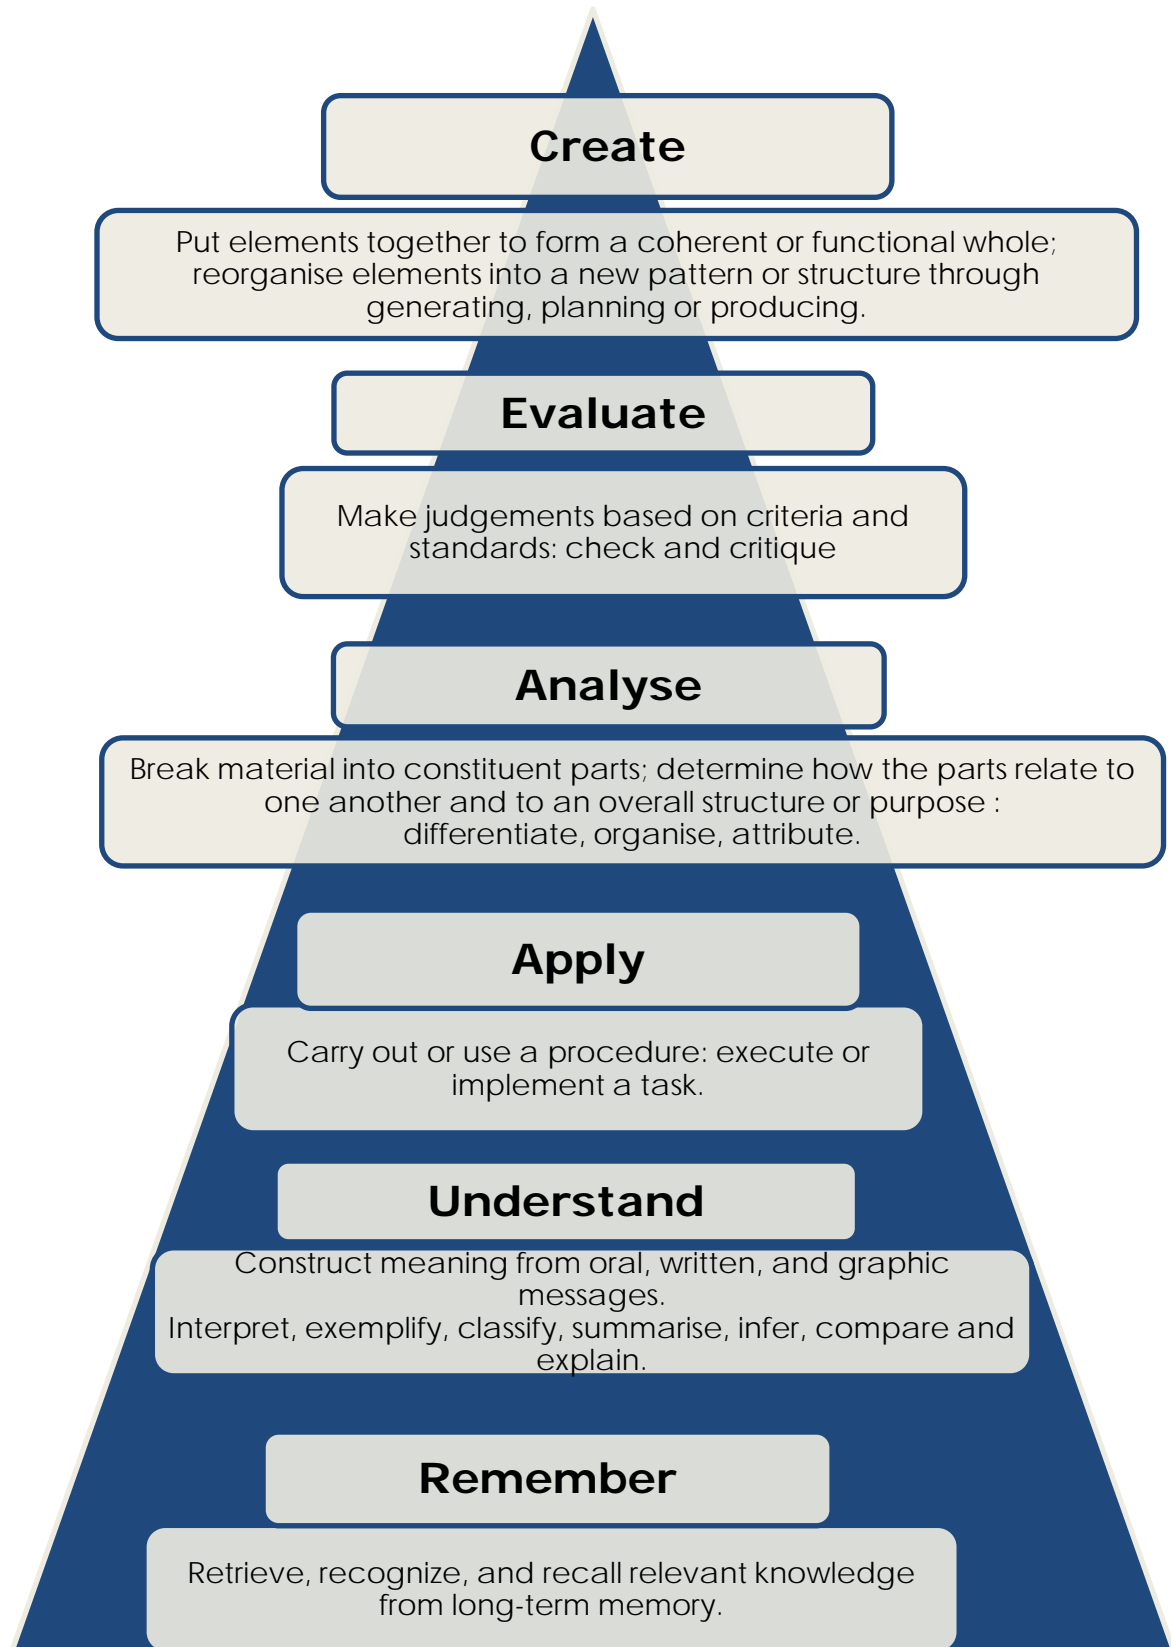 Create
Put elements together to form a coherent or functional whole;
reorganise elements into a new pattern or structure through
generating, planning or producing.
Evaluate
Make judgements based on criteria and
standards: check and critique
Analyse
Break material into constituent parts; determine how the parts relate to
one another and to an overall structure or purpose :
differentiate, organise, attribute.
Apply
Carry out or use a procedure: execute or
implement a task.
Understand
Construct meaning from oral, written, and graphic
messages.
Interpret, exemplify, classify, summarise, infer, compare and
explain.
Remember
Retrieve, recognize, and recall relevant knowledge
from long-term memory.